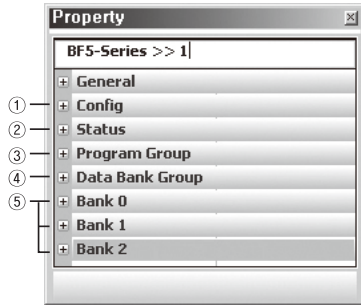 Property
BF5-Series >> 1
General
① Config
② Status
③ Program Group
④ Data Bank Group
⑤ Bank 0
Bank 1
Bank 2